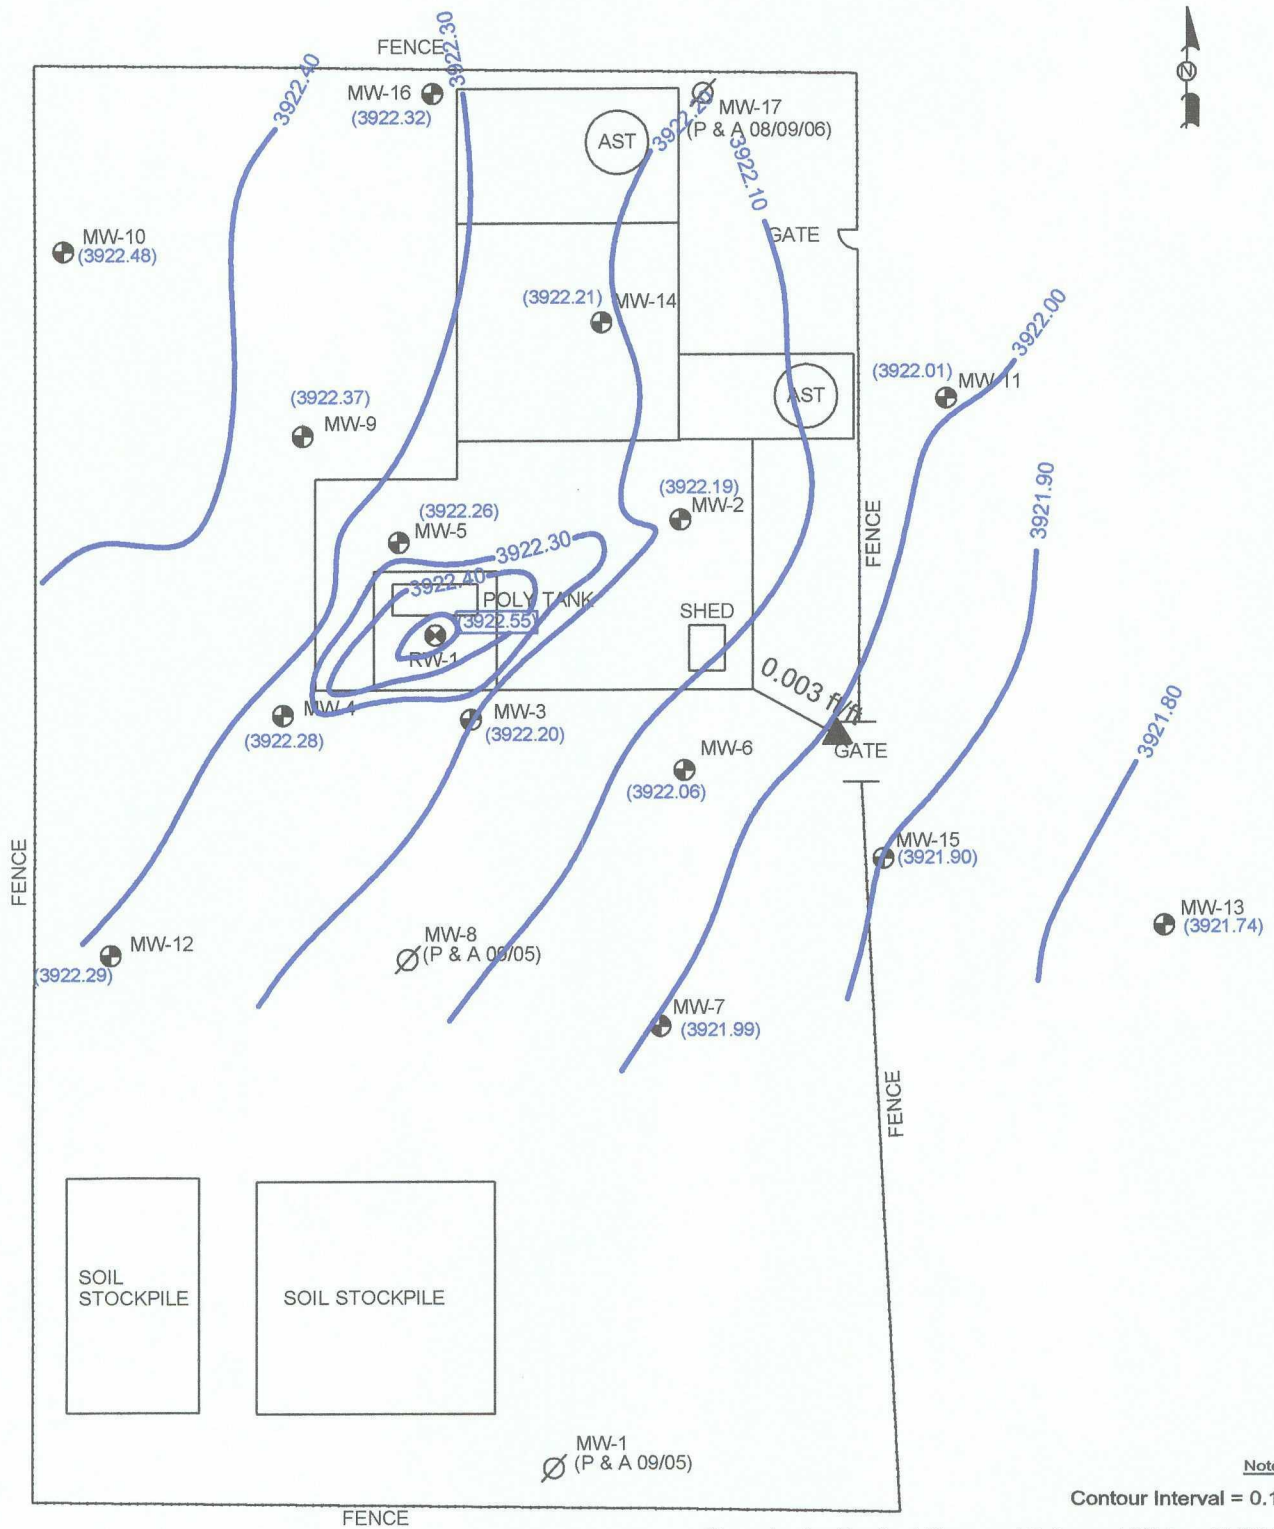 FENCE
3922.30
3922.40
MW-16
(3922.32)
AST
3922.20
MW-17
(P & A 08/09/06)
3922.10
GATE
MW-10
(3922.48)
(3922.21)
MW-14
3922.00
(3922.01)
MW-11
AST
(3922.37)
MW-9
3921.90
(3922.19)
MW-2
(3922.26)
MW-5
FENCE
3922.30
3922.40
POLY TANK
(3922.55)
RW-1
SHED
0.003 ft/ft
MW-4
(3922.28)
MW-3
(3922.20)
MW-6
(3922.06)
GATE
3921.80
FENCE
MW-15
(3921.90)
MW-13
(3921.74)
MW-12
(3922.29)
MW-8
(P & A 09/05)
MW-7
(3921.99)
FENCE
SOIL
STOCKPILE
SOIL STOCKPILE
MW-1
(P & A 09/05)
Note
Contour Interval = 0.1
FENCE